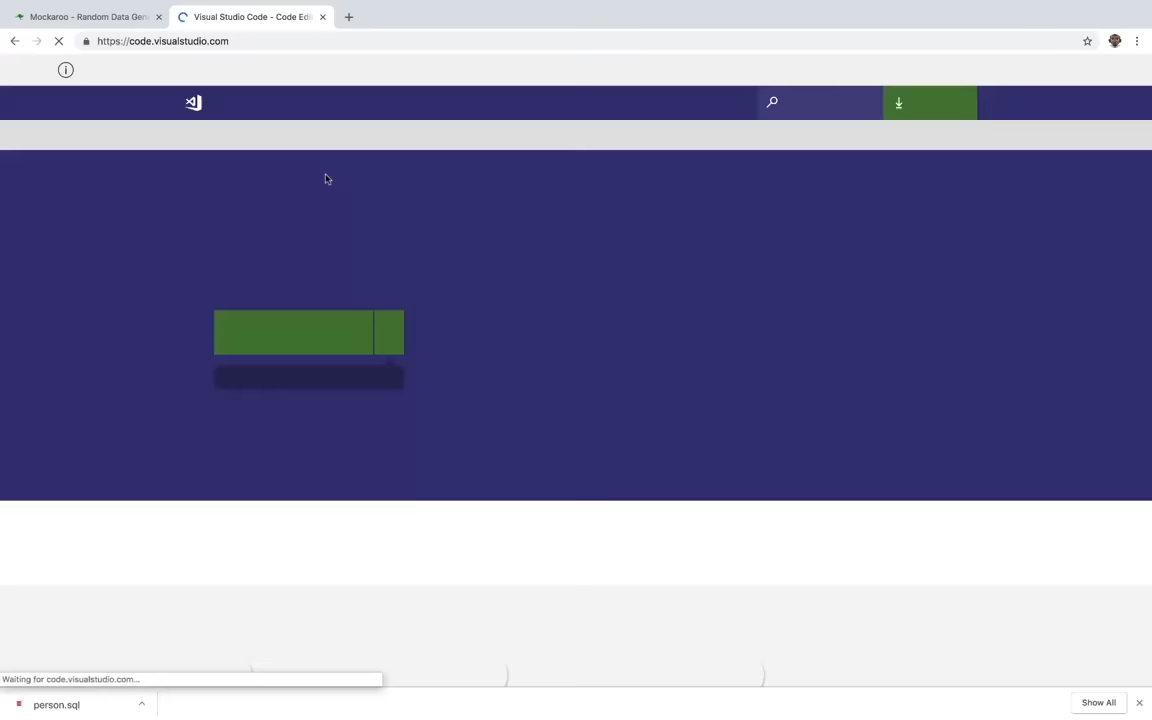 Mockaroo - Random Data Gen
Visual Studio Code - Code Edi
https://code.visualstudio.com
Waiting for code.visualstudio.com...
person.sql
Show All